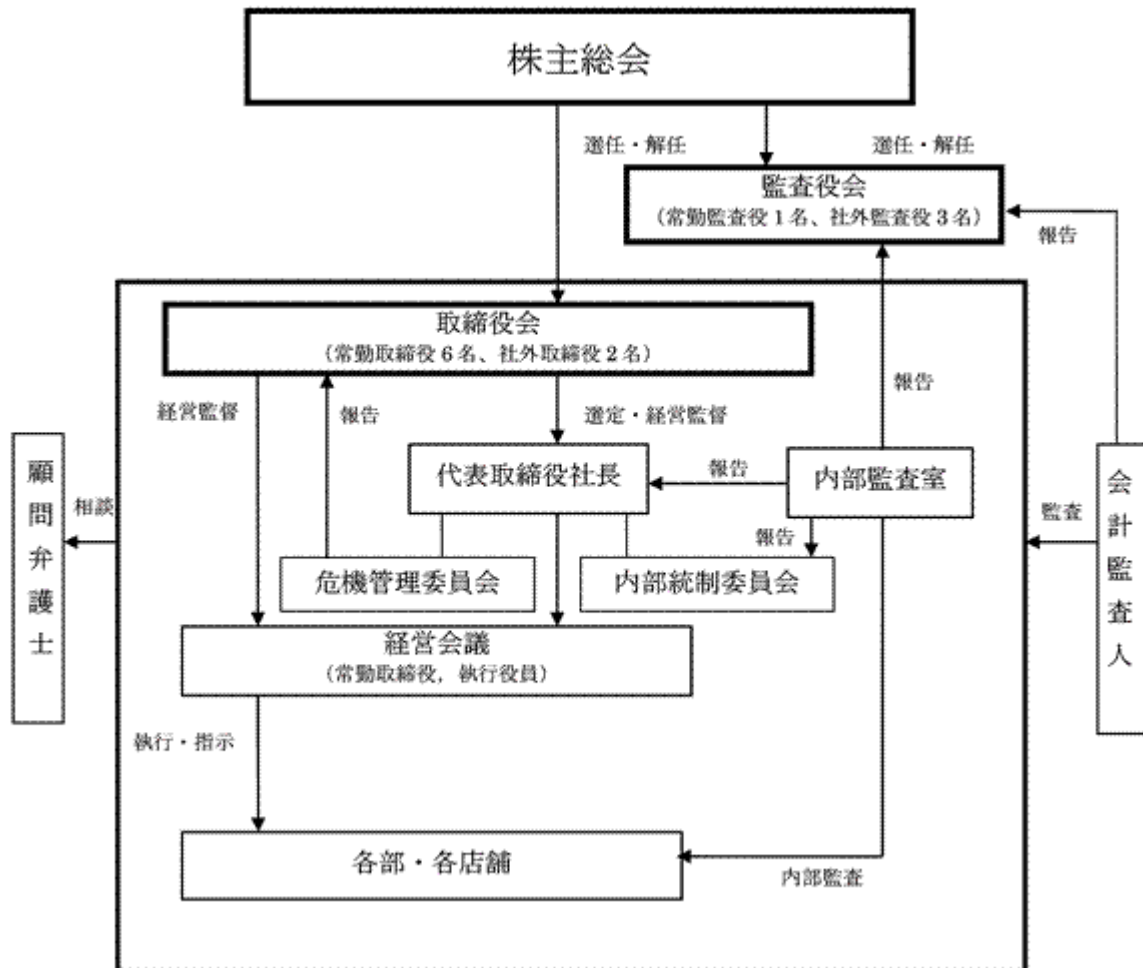 株主総会
選任・解任
選任・解任
監査役会
（常勤監査役1名、社外監査役3名）
報告
取締役会
（常勤取締役6名、社外取締役2名）
報告
経営監督
報告
選定・経営監督
代表取締役社長
報告
内部監査室
顧問弁護士
相談
会計監査人
監査
報告
危機管理委員会
内部統制委員会
経営会議
（常勤取締役，執行役員）
執行・指示
各部・各店舗
内部監査